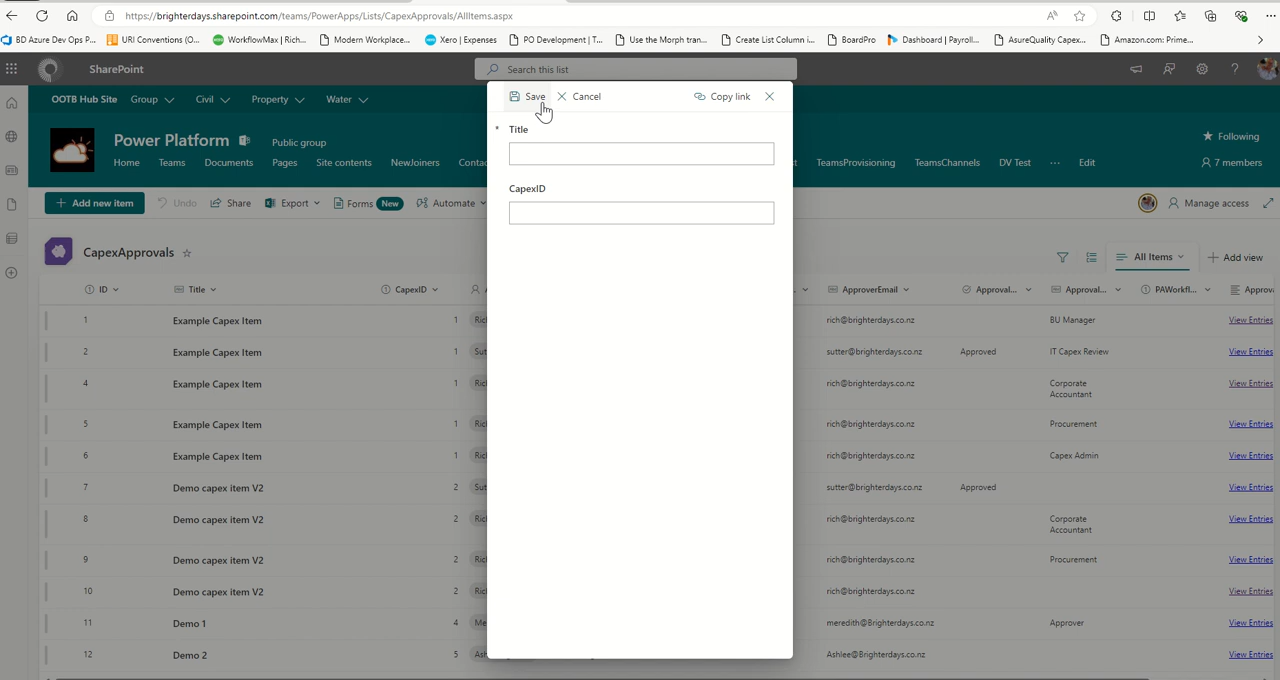 https://brighterdays.sharepoint.com/teams/PowerApps/Lists/CapexApprovals/AllItems.aspx
BD Azure Dev Ops P... URI Conventions (O... WorkflowMax | Rich... Modern Workplace... Xero | Expenses PO Development | T... Use the Morph tran... Create List Column i... BoardPro Dashboard | Payroll... AsureQuality Capex... Amazon.com: Prime...
SharePoint Search this list
OOTB Hub Site Group Civil Property Water
Save Cancel Copy link
Power Platform Public group Following
Home Teams Documents Pages Site contents NewJoiners TeamsProvisioning TeamsChannels DV Test ... Edit 7 members
* Title
CapexID
+ Add new item Undo Share Export Forms New Automate Manage access
CapexApprovals All Items Add view
ID Title CapexID ApproverEmail Approval... Approval... PAWorkfl... Approva
1 Example Capex Item 1 rich@brighterdays.co.nz BU Manager View Entries
2 Example Capex Item 1 sutter@brighterdays.co.nz Approved IT Capex Review View Entries
4 Example Capex Item 1 rich@brighterdays.co.nz Corporate Accountant View Entries
5 Example Capex Item 1 rich@brighterdays.co.nz Procurement View Entries
6 Example Capex Item 1 rich@brighterdays.co.nz Capex Admin View Entries
7 Demo capex item V2 2 sutter@brighterdays.co.nz Approved View Entries
8 Demo capex item V2 2 rich@brighterdays.co.nz Corporate Accountant View Entries
9 Demo capex item V2 2 rich@brighterdays.co.nz Procurement View Entries
10 Demo capex item V2 2 rich@brighterdays.co.nz View Entries
11 Demo 1 4 meredith@Brighterdays.co.nz Approver View Entries
12 Demo 2 5 Ashlee@Brighterdays.co.nz View Entries